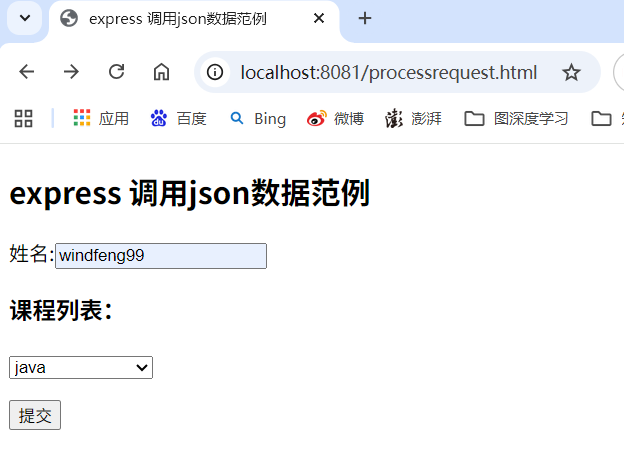 express 调用json数据范例
localhost:8081/processrequest.html
应用 百度 Bing 微博 澎湃 图深度学习
express 调用json数据范例
姓名:windfeng99
课程列表：
java
提交